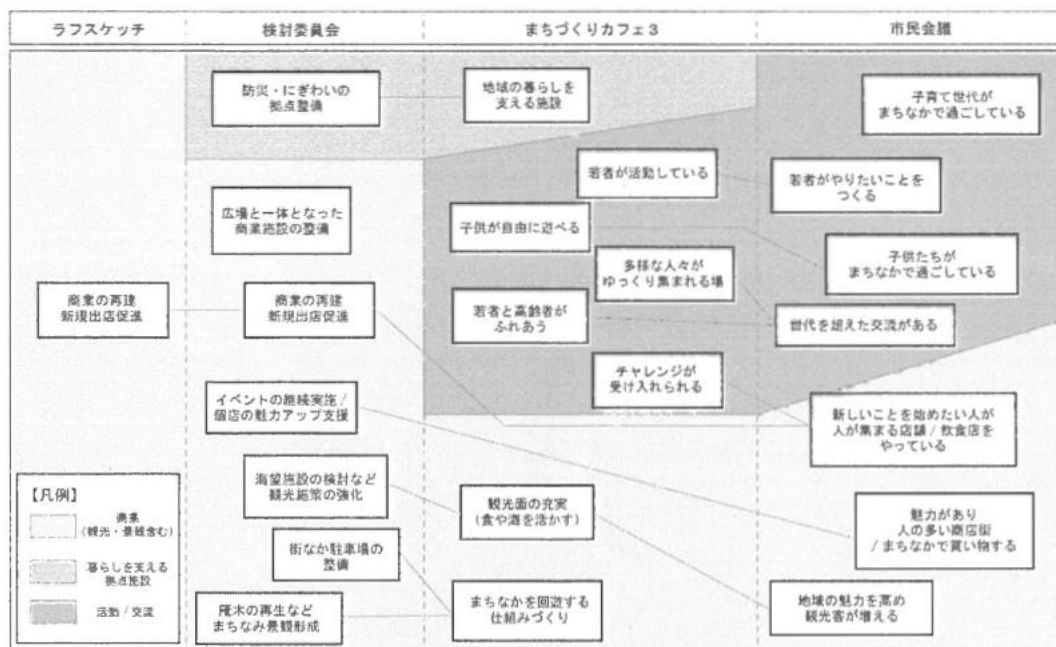 ラフスケッチ
検討委員会
まちづくりカフェ3
市民会議
商業の再建
新規出店促進
【凡例】
商業
(観光・景観含む)
暮らしを支える
拠点施設
活動/交流
防災・にぎわいの
拠点整備
広場と一体となった
商業施設の整備
商業の再建
新規出店促進
イベントの継続実施/
個店の魅力アップ支援
海望施設の検討など
観光施策の強化
街なか駐車場の
整備
まちなみ景観形成
地域の暮らしを
支える施設
若者が活動している
子供が自由に遊べる
多様な人々が
ゆっくり集まれる場
若者と高齢者が
ふれあう
チャレンジが
受け入れられる
観光面の充実
(食や酒を活かす)
まちなかを回遊する
仕組みづくり
子育て世代が
まちなかで過ごしている
若者がやりたいことを
つくる
子供たちが
まちなかで過ごしている
世代を超えた交流がある
新しいことを始めたい人が
人が集まる店舗/飲食店を
やっている
魅力があり
人の多い商店街
/まちなかで買い物する
地域の魅力を高め
観光客が増える